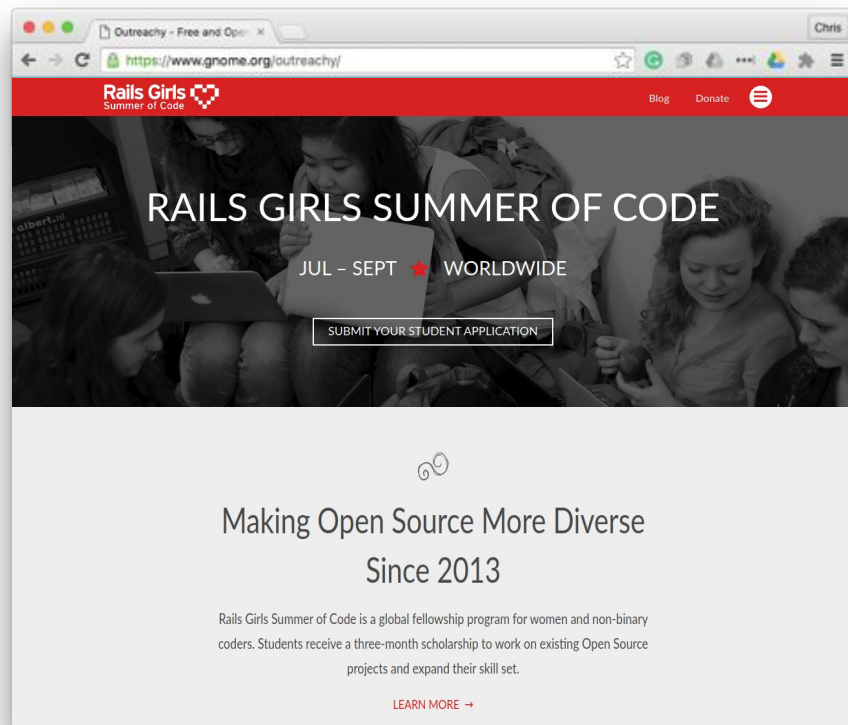 Outreachy - Free and Ope
Chris
https://www.gnome.org/outreachy/
Rails Girls
Summer of Code
Blog
Donate
albert.nl
RAILS GIRLS SUMMER OF CODE
JUL – SEPT ★ WORLDWIDE
SUBMIT YOUR STUDENT APPLICATION
Making Open Source More Diverse
Since 2013
Rails Girls Summer of Code is a global fellowship program for women and non-binary
coders. Students receive a three-month scholarship to work on existing Open Source
projects and expand their skill set.
LEARN MORE →